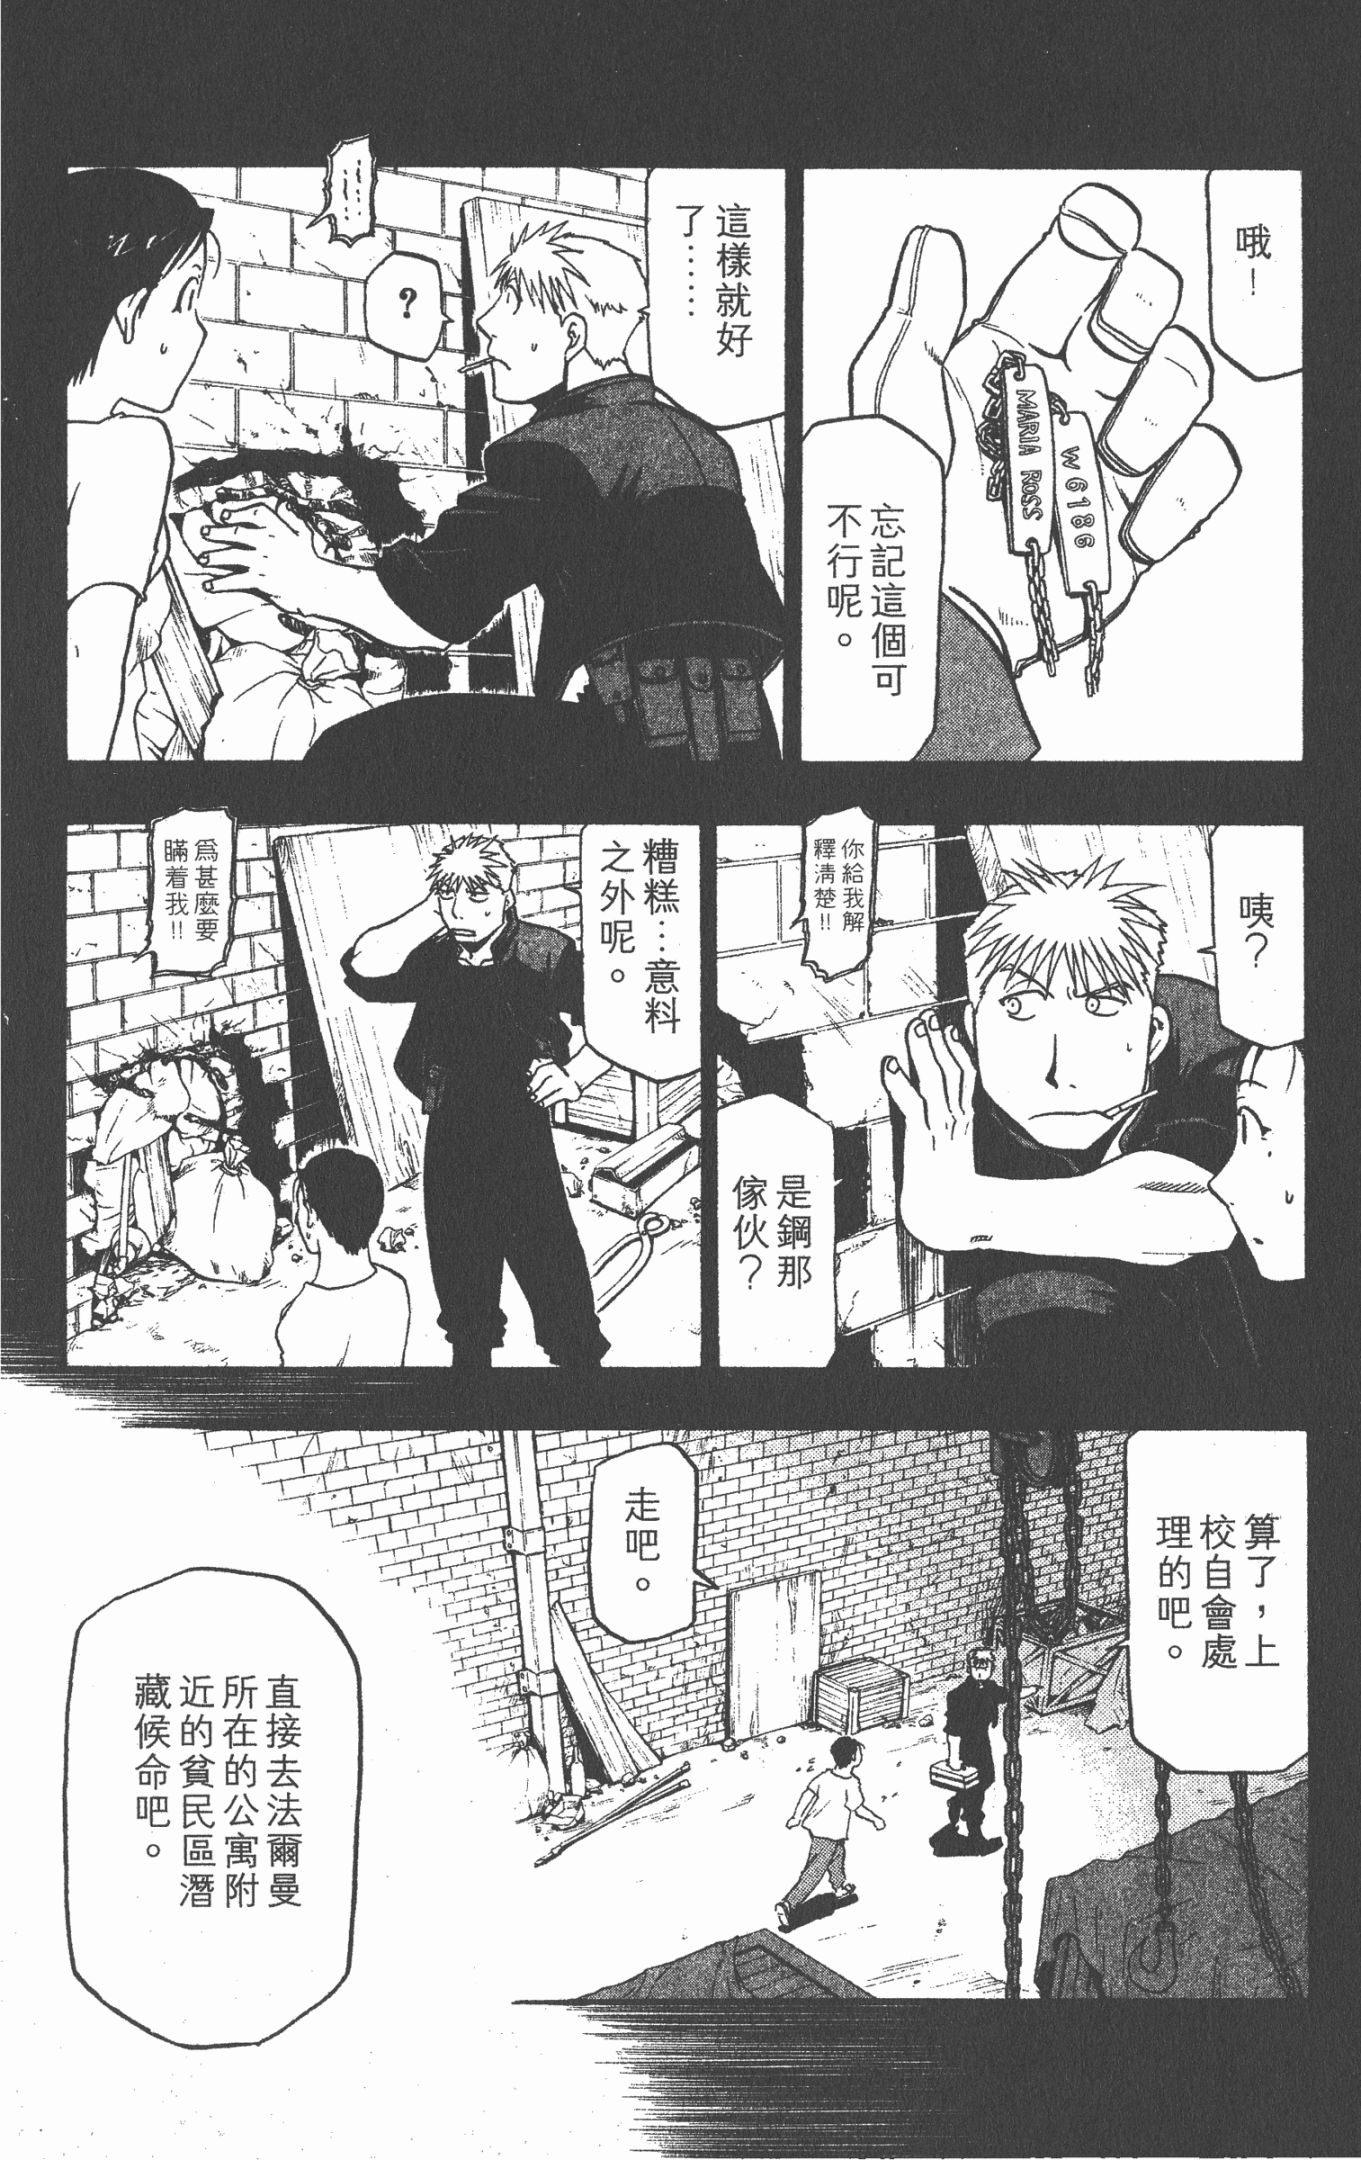 哦！
MARIA ROSS
W6186
忘記這個可
不行呢。
這樣就好
了……
？
………
咦？
你給我解
釋清楚!!
是鋼那
傢伙？
糟糕…意料
之外呢。
爲甚麼要
瞞着我!!
算了，上
校自會處
理的吧。
走吧。
直接去法爾曼
所在的公寓附
近的貧民區潛
藏候命吧。